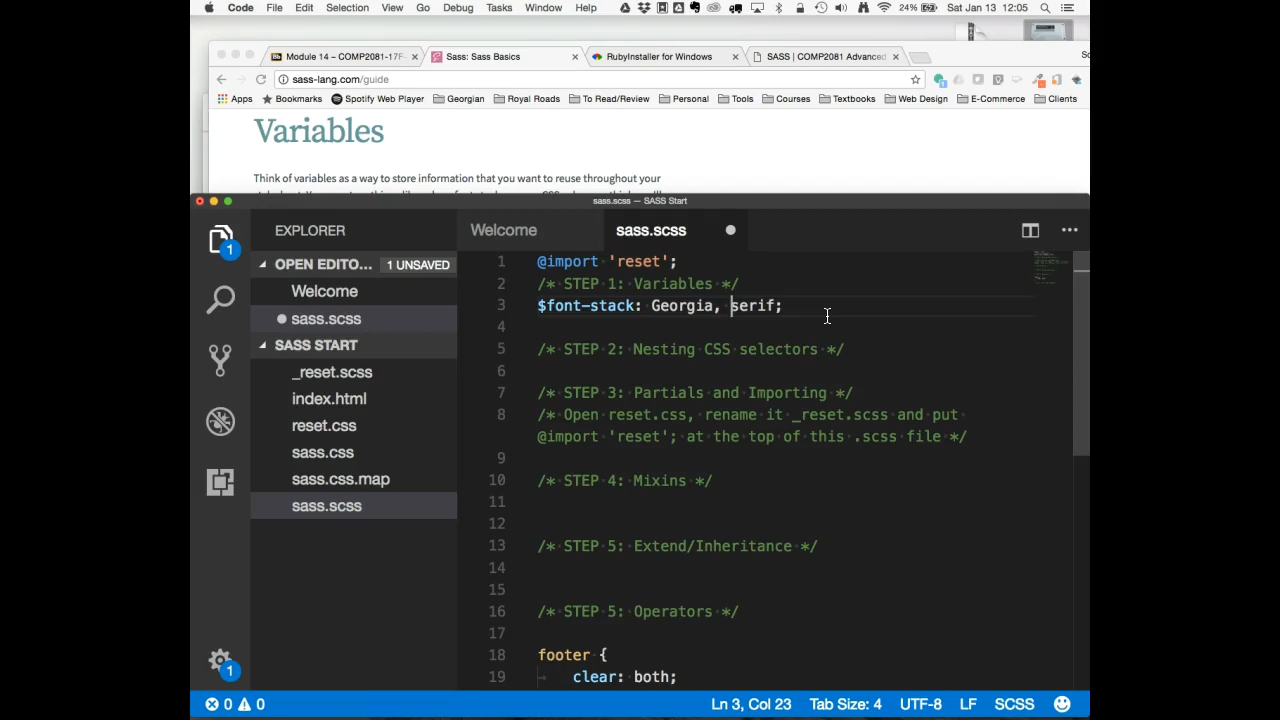 Code File Edit Selection View Go Debug Tasks Window Help 24% Sat Jan 13 12:05
Module 14 – COMP2081-17F- Sass: Sass Basics RubyInstaller for Windows SASS | COMP2081 Advanced
sass-lang.com/guide
Apps Bookmarks Spotify Web Player Georgian Royal Roads To Read/Review Personal Tools Courses Textbooks Web Design E-Commerce Clients
Variables
Think of variables as a way to store information that you want to reuse throughout your
sass.scss — SASS Start
EXPLORER
OPEN EDITO... 1 UNSAVED
Welcome
sass.scss
SASS START
_reset.scss
index.html
reset.css
sass.css
sass.css.map
sass.scss
1
1
Welcome sass.scss
1 @import 'reset';
2 /* STEP 1: Variables */
3 $font-stack: Georgia, serif;
4
5 /* STEP 2: Nesting CSS selectors */
6
7 /* STEP 3: Partials and Importing */
8 /* Open reset.css, rename it _reset.scss and put
@import 'reset'; at the top of this .scss file */
9
10 /* STEP 4: Mixins */
11
12
13 /* STEP 5: Extend/Inheritance */
14
15
16 /* STEP 5: Operators */
17
18 footer {
19 clear: both;
0 0 Ln 3, Col 23 Tab Size: 4 UTF-8 LF SCSS